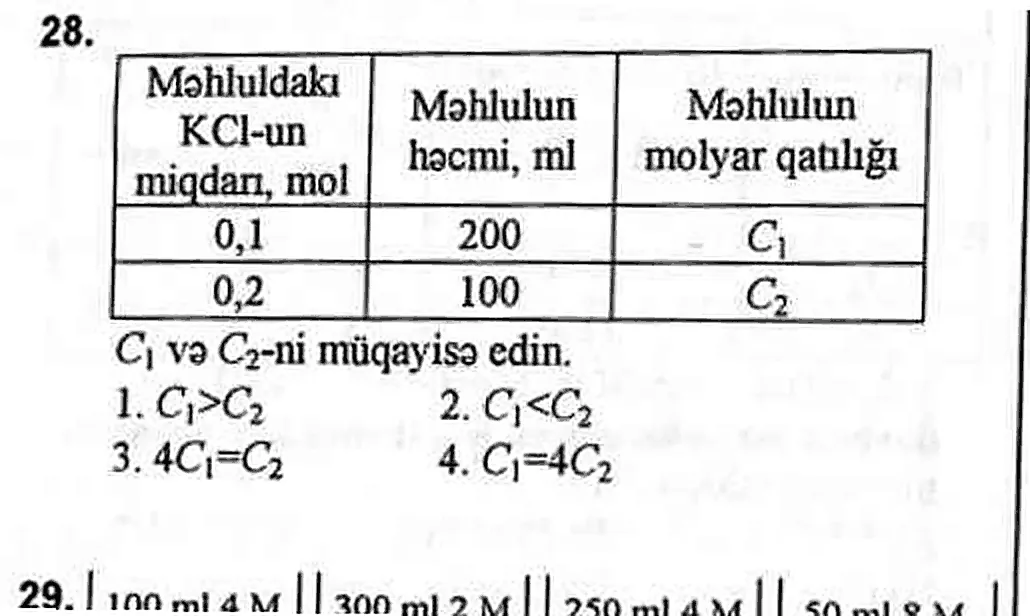 28.
Məhluldakı KCl-un miqdarı, mol | Məhlulun həcmi, ml | Məhlulun molyar qatılığı
0,1 | 200 | C₁
0,2 | 100 | C₂
C₁ və C₂-ni müqayisə edin.
1. C₁>C₂ 2. C₁<C₂
3. 4C₁=C₂ 4. C₁=4C₂
29. 100 ml 4 M | 300 ml 2 M | 250 ml 4 M | 50 ml 8 M